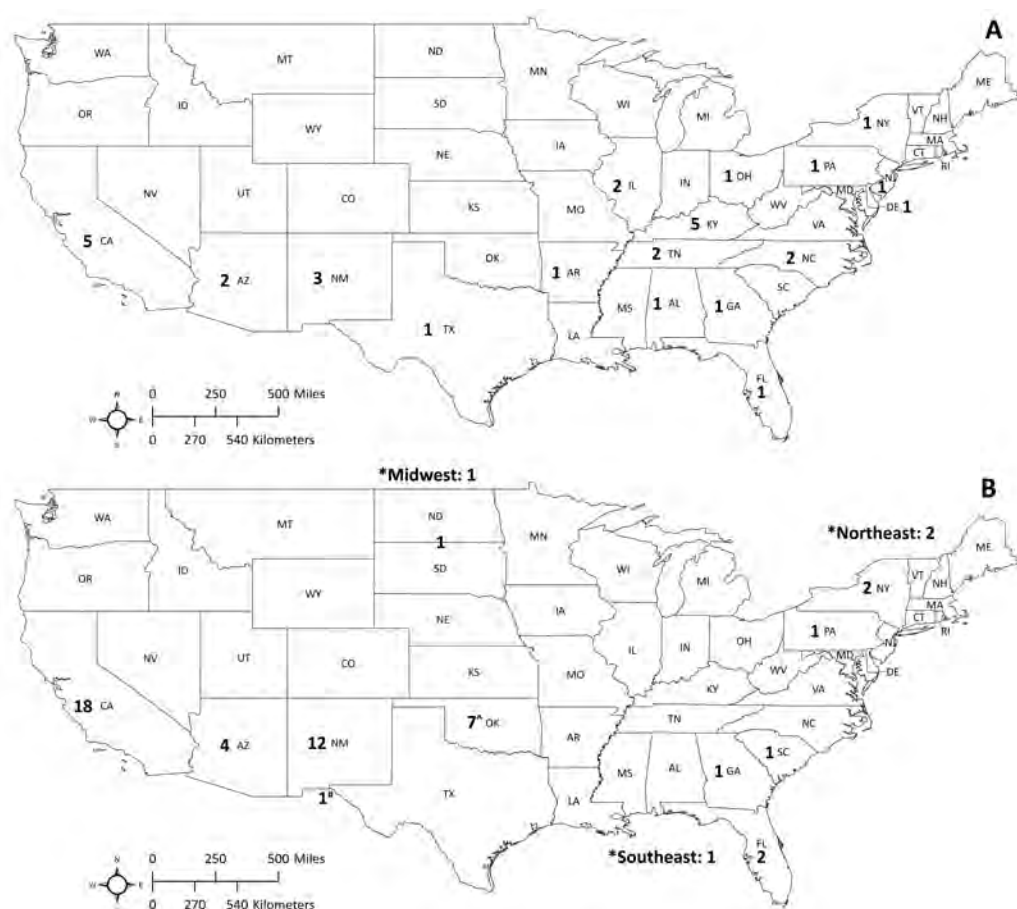 A
WA
MT
ND
MN
ME
OR
ID
SD
WI
MI
VT
NH
1 NY
WY
MA
CT
RI
IA
NE
1 PA
NJ
1
NV
UT
CO
2 IL
IN
1 OH
MD
DE 1
WV
KS
MO
VA
5 KY
5 CA
2 AZ
3 NM
OK
1 AR
2 TN
2 NC
SC
1 TX
MS
1 AL
1 GA
LA
FL
1
N
W E
S
0 250 500 Miles
0 270 540 Kilometers
*Midwest: 1
B
*Northeast: 2
WA
MT
ND
1
MN
ME
OR
ID
SD
WI
MI
VT
NH
2 NY
WY
MA
CT
RI
IA
NE
1 PA
NJ
NV
UT
CO
IL
IN
OH
MD
DE
WV
KS
MO
VA
KY
18 CA
4 AZ
12 NM
7^ OK
AR
TN
NC
1 SC
1#
TX
MS
AL
1 GA
LA
*Southeast: 1
FL
2
N
W E
S
0 250 500 Miles
0 270 540 Kilometers